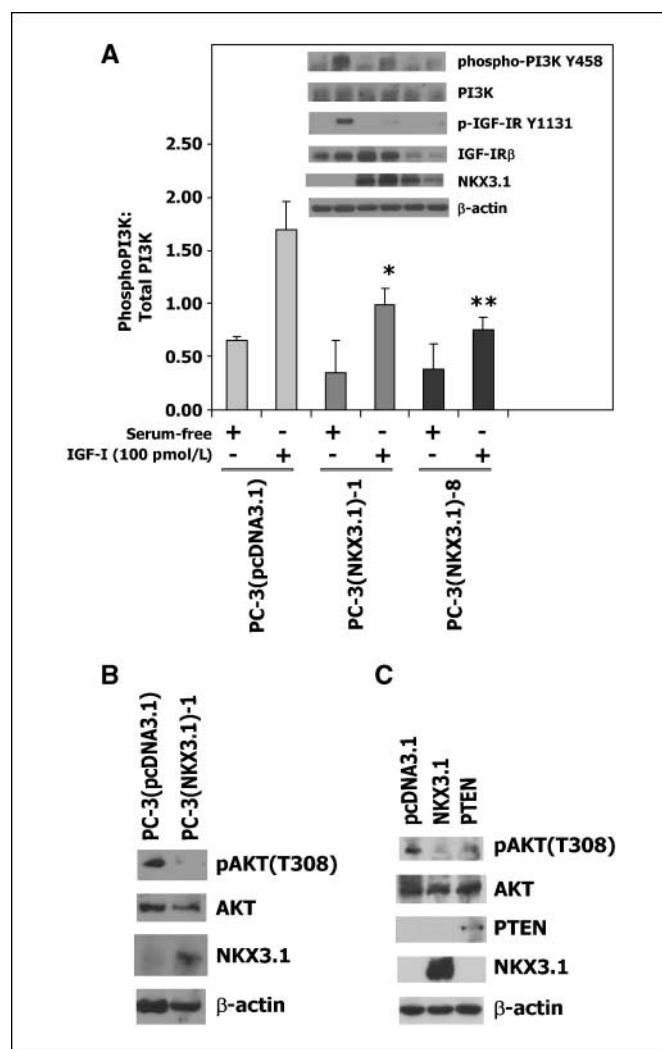 A
phospho-PI3K Y458
PI3K
p-IGF-IR Y1131
IGF-IRβ
NKX3.1
β-actin
PhosphoPI3K:
Total PI3K
2.50
2.00
1.50
1.00
0.50
0.00
*
**
Serum-free + - + - + -
IGF-I (100 pmol/L) - + - + - +
PC-3(pcDNA3.1)
PC-3(NKX3.1)-1
PC-3(NKX3.1)-8
B
PC-3(pcDNA3.1)
PC-3(NKX3.1)-1
pAKT(T308)
AKT
NKX3.1
β-actin
C
pcDNA3.1
NKX3.1
PTEN
pAKT(T308)
AKT
PTEN
NKX3.1
β-actin